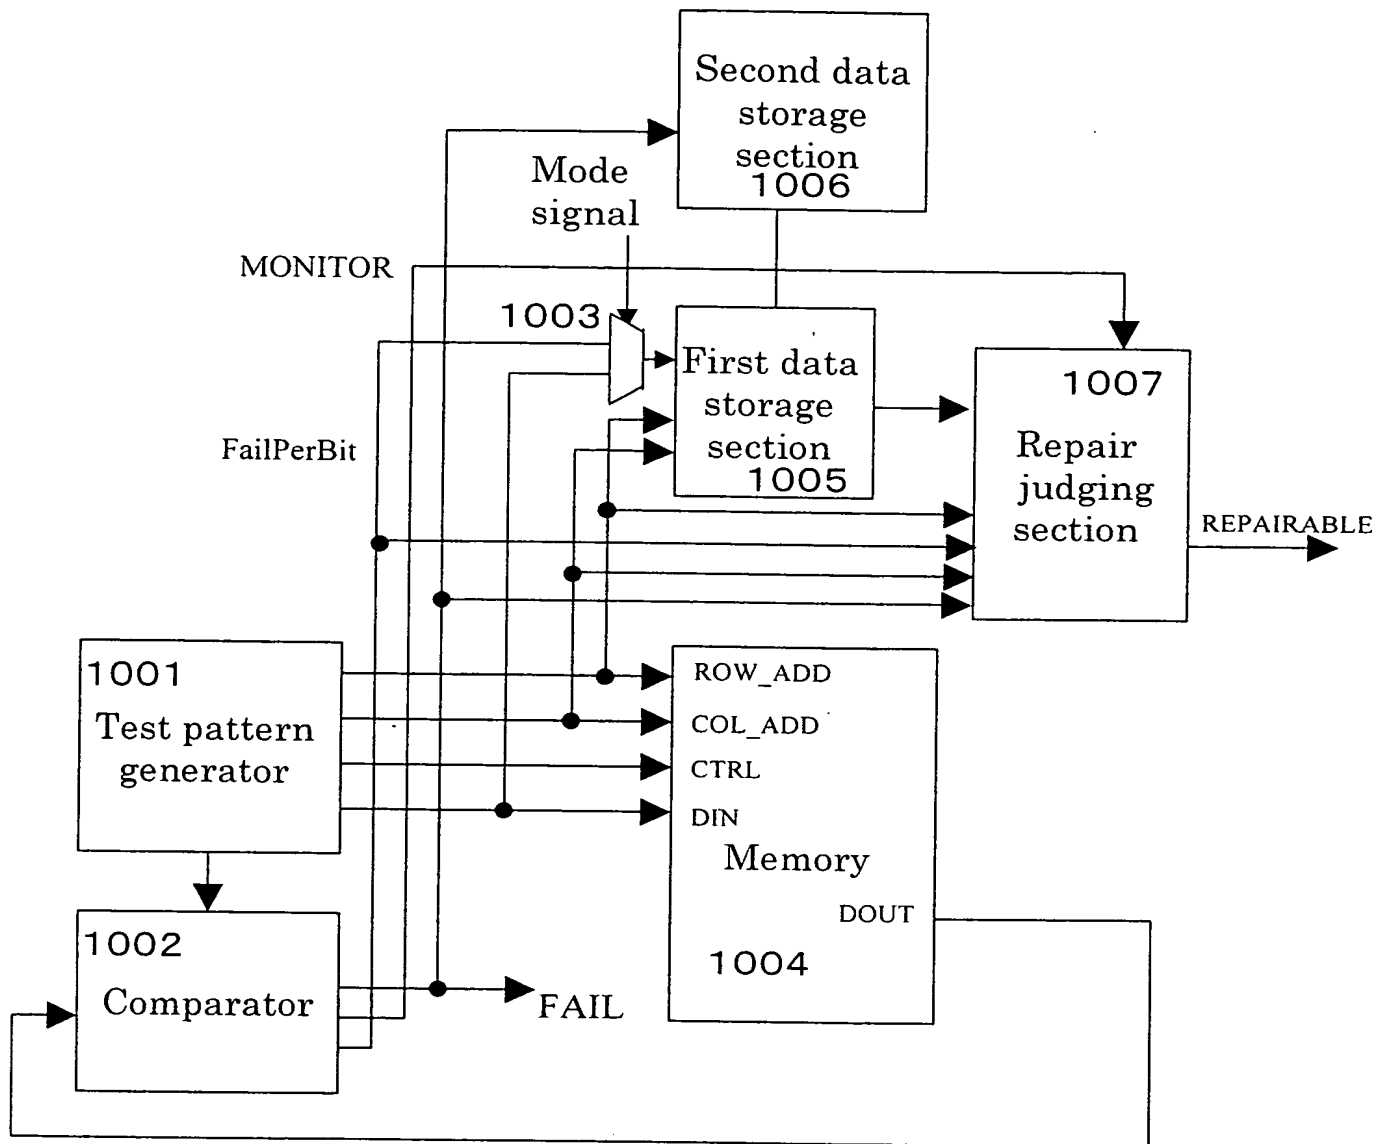 Second data
storage
section
1006
Mode
signal
MONITOR
1003
First data
storage
section
1005
1007
Repair
judging
section
FailPerBit
REPAIRABLE
1001
Test pattern
generator
ROW_ADD
COL_ADD
CTRL
DIN
Memory
DOUT
1004
1002
Comparator
FAIL